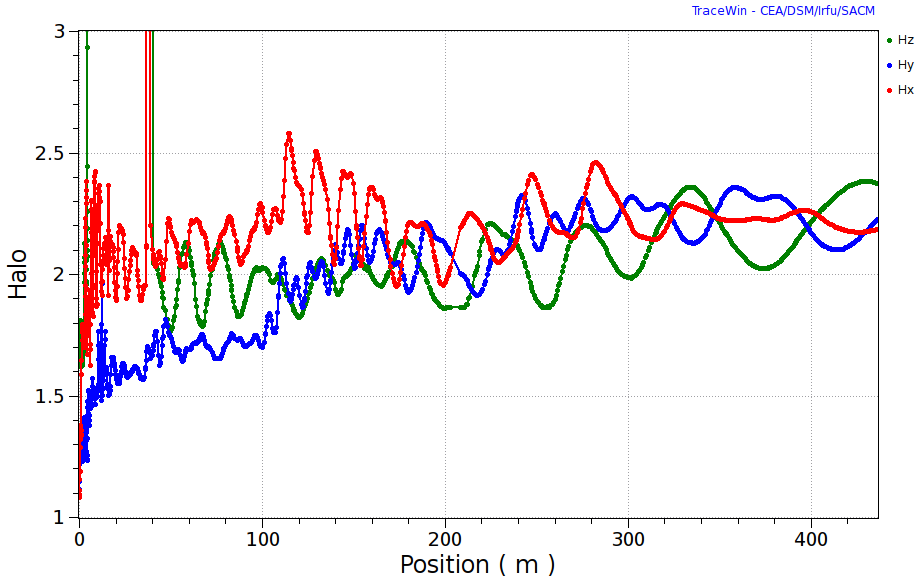 TraceWin - CEA/DSM/Irfu/SACM
Hz
Hy
Hx
3
2.5
2
1.5
1
Halo
0 100 200 300 400
Position ( m )